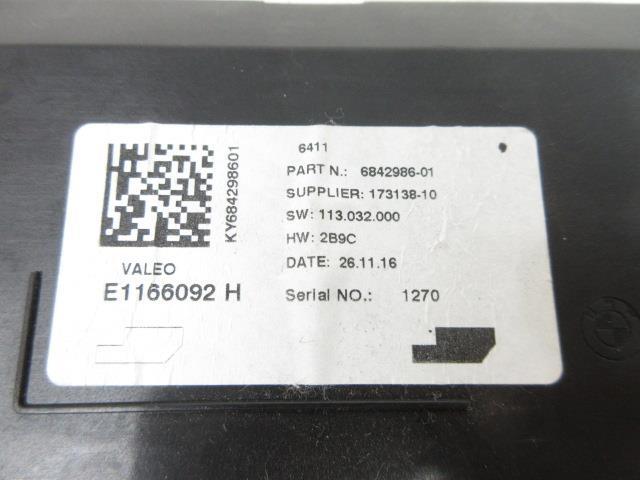 6411
PART N.: 6842986-01
SUPPLIER: 173138-10
SW: 113.032.000
HW: 2B9C
DATE: 26.11.16
Serial NO.: 1270
KY684298601
VALEO
E1166092 H